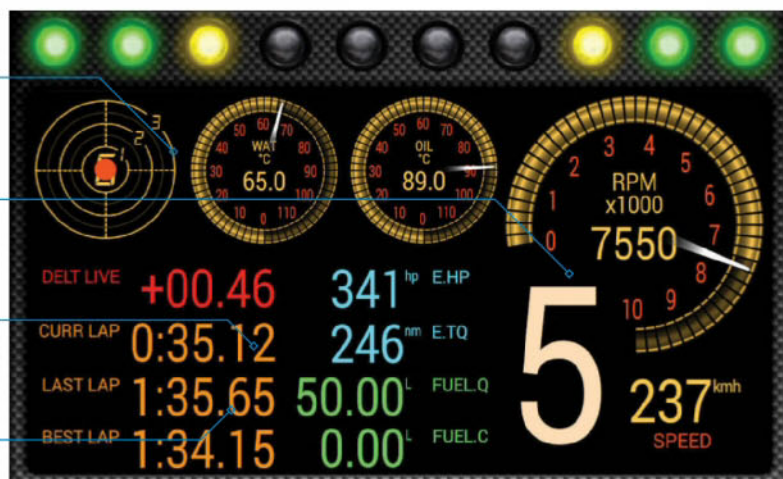 3
2
1
0
60
50 70
40 WAT 80
°C
30 65.0 90
20 100
10 0 110
60
50 70
40 OIL 80
°C
30 89.0 90
20 100
10 0 110
4
3 5
2 RPM 6
x1000
1 7550 7
0 8
10 9
DELT LIVE +00.46 341 hp E.HP
CURR LAP 0:35.12 246 nm E.TQ
LAST LAP 1:35.65 50.00 L FUEL.Q
BEST LAP 1:34.15 0.00 L FUEL.C
5
237 kmh
SPEED